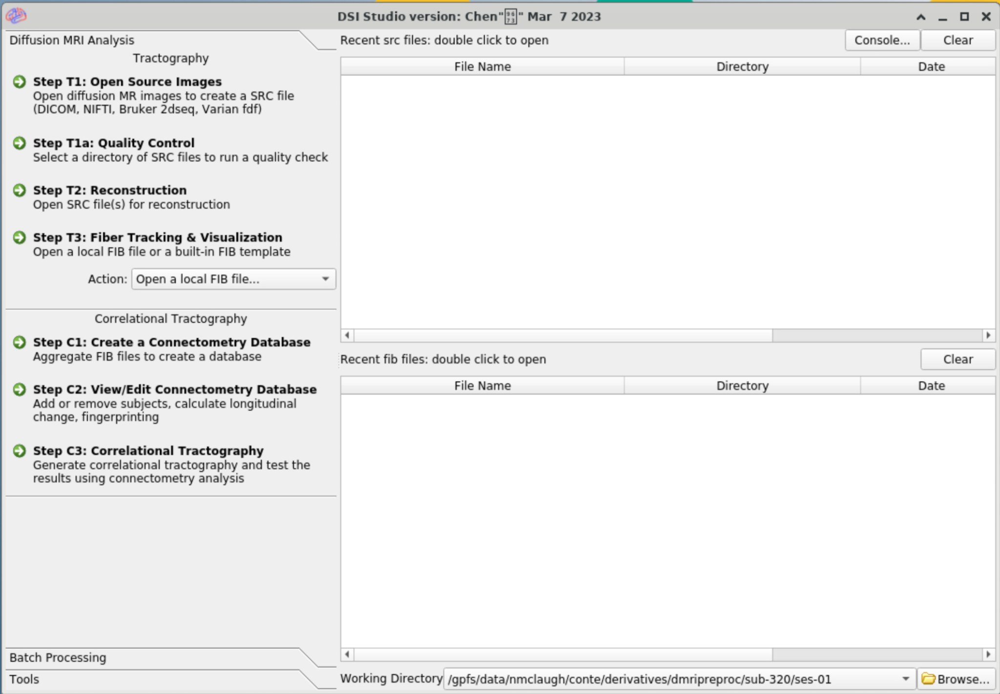 DSI Studio version: Chen"" Mar 7 2023
Diffusion MRI Analysis
Tractography
Step T1: Open Source Images
Open diffusion MR images to create a SRC file
(DICOM, NIFTI, Bruker 2dseq, Varian fdf)
Step T1a: Quality Control
Select a directory of SRC files to run a quality check
Step T2: Reconstruction
Open SRC file(s) for reconstruction
Step T3: Fiber Tracking & Visualization
Open a local FIB file or a built-in FIB template
Action: Open a local FIB file...
Correlational Tractography
Step C1: Create a Connectometry Database
Aggregate FIB files to create a database
Step C2: View/Edit Connectometry Database
Add or remove subjects, calculate longitudinal
change, fingerprinting
Step C3: Correlational Tractography
Generate correlational tractography and test the
results using connectometry analysis
Batch Processing
Tools
Recent src files: double click to open Console... Clear
File Name Directory Date
Recent fib files: double click to open Clear
File Name Directory Date
Working Directory /gpfs/data/nmclaugh/conte/derivatives/dmripreproc/sub-320/ses-01 Browse...